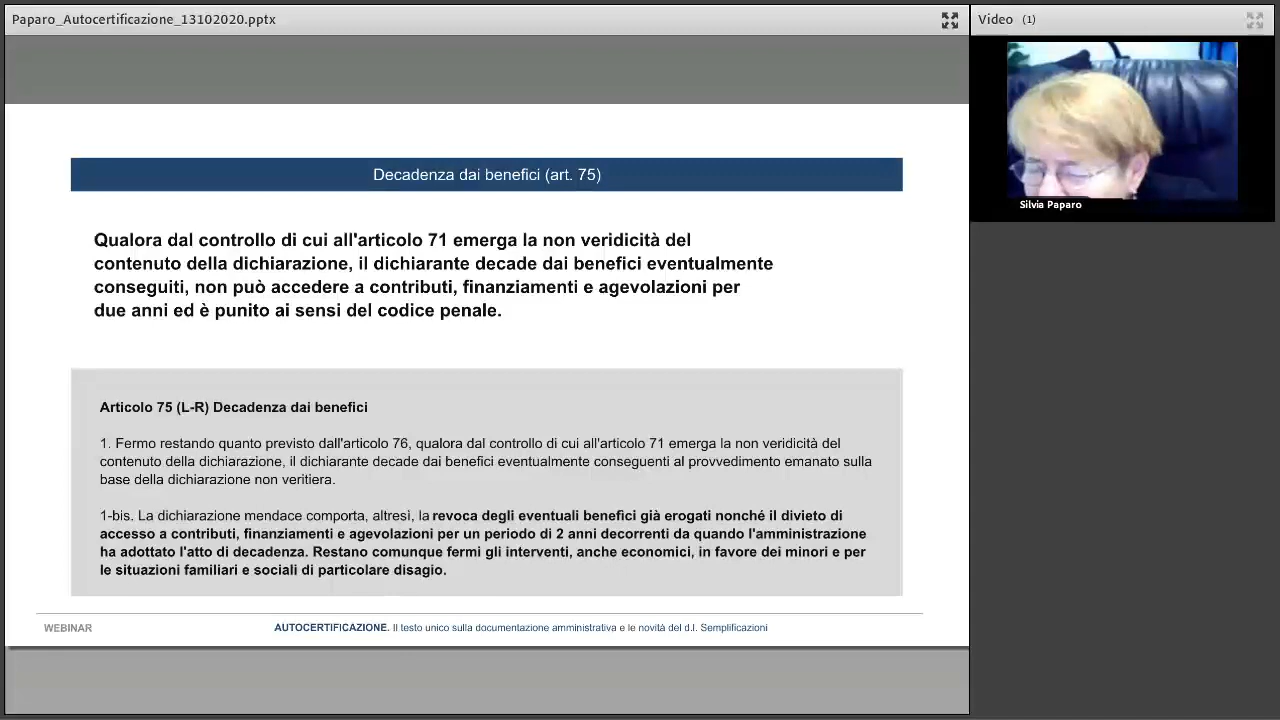 Paparo_Autocertificazione_13102020.pptx
Video (1)
Silvia Paparo
Decadenza dai benefici (art. 75)
Qualora dal controllo di cui all'articolo 71 emerga la non veridicità del
contenuto della dichiarazione, il dichiarante decade dai benefici eventualmente
conseguiti, non può accedere a contributi, finanziamenti e agevolazioni per
due anni ed è punito ai sensi del codice penale.
Articolo 75 (L-R) Decadenza dai benefici
1. Fermo restando quanto previsto dall'articolo 76, qualora dal controllo di cui all'articolo 71 emerga la non veridicità del
contenuto della dichiarazione, il dichiarante decade dai benefici eventualmente conseguenti al provvedimento emanato sulla
base della dichiarazione non veritiera.
1-bis. La dichiarazione mendace comporta, altresì, la revoca degli eventuali benefici già erogati nonché il divieto di
accesso a contributi, finanziamenti e agevolazioni per un periodo di 2 anni decorrenti da quando l'amministrazione
ha adottato l'atto di decadenza. Restano comunque fermi gli interventi, anche economici, in favore dei minori e per
le situazioni familiari e sociali di particolare disagio.
WEBINAR
AUTOCERTIFICAZIONE. Il testo unico sulla documentazione amministrativa e le novità del d.l. Semplificazioni